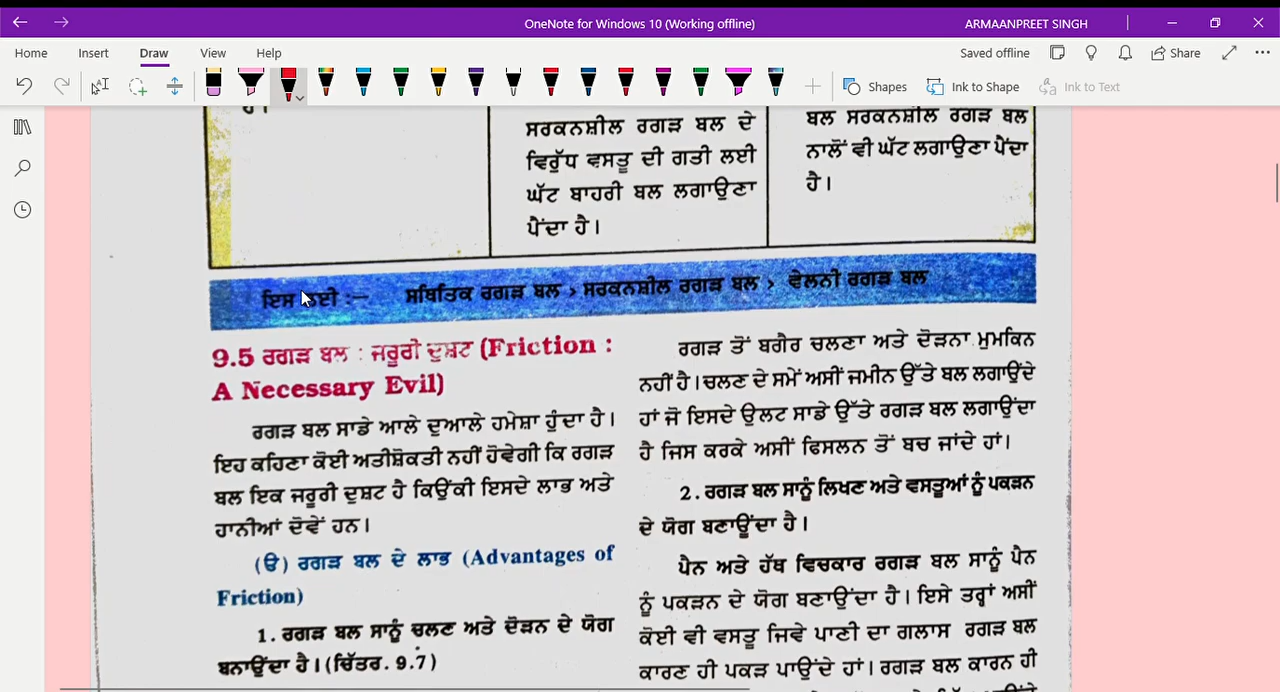 OneNote for Windows 10 (Working offline)
ARMAANPREET SINGH
Home
Insert
Draw
View
Help
Saved offline
Share
Shapes
Ink to Shape
Ink to Text
ਹੈ।
ਸਰਕਨਸ਼ੀਲ ਰਗੜ ਬਲ ਦੇ
ਵਿਰੁੱਧ ਵਸਤੂ ਦੀ ਗਤੀ ਲਈ
ਘੱਟ ਬਾਹਰੀ ਬਲ ਲਗਾਉਣਾ
ਪੈਂਦਾ ਹੈ।
ਬਲ ਸਰਕਨਸ਼ੀਲ ਰਗੜ ਬਲ
ਨਾਲੋਂ ਵੀ ਘੱਟ ਲਗਾਉਣਾ ਪੈਂਦਾ
ਹੈ।
ਇਸ ਲਈ :— ਸਥਿਤਿਕ ਰਗੜ ਬਲ > ਸਰਕਨਸ਼ੀਲ ਰਗੜ ਬਲ > ਵੇਲਨੀ ਰਗੜ ਬਲ
9.5 ਰਗੜ ਬਲ : ਜਰੂਰੀ ਦੁਸ਼ਟ (Friction :
A Necessary Evil)
ਰਗੜ ਬਲ ਸਾਡੇ ਆਲੇ ਦੁਆਲੇ ਹਮੇਸ਼ਾ ਹੁੰਦਾ ਹੈ।
ਇਹ ਕਹਿਣਾ ਕੋਈ ਅਤੀਸ਼ੋਕਤੀ ਨਹੀਂ ਹੋਵੇਗੀ ਕਿ ਰਗੜ
ਬਲ ਇਕ ਜਰੂਰੀ ਦੁਸ਼ਟ ਹੈ ਕਿਉਂਕੀ ਇਸਦੇ ਲਾਭ ਅਤੇ
ਹਾਨੀਆਂ ਦੋਵੇਂ ਹਨ।
(ੳ) ਰਗੜ ਬਲ ਦੇ ਲਾਭ (Advantages of
Friction)
1. ਰਗੜ ਬਲ ਸਾਨੂੰ ਚਲਣ ਅਤੇ ਦੋੜਨ ਦੇ ਯੋਗ
ਬਨਾਉਂਦਾ ਹੈ। (ਚਿੱਤਰ. 9.7)
ਰਗੜ ਤੋਂ ਬਗੈਰ ਚਲਣਾ ਅਤੇ ਦੋੜਨਾ ਮੁਮਕਿਨ
ਨਹੀਂ ਹੈ। ਚਲਣ ਦੇ ਸਮੇਂ ਅਸੀਂ ਜਮੀਨ ਉੱਤੇ ਬਲ ਲਗਾਉਂਦੇ
ਹਾਂ ਜੋ ਇਸਦੇ ਉਲਟ ਸਾਡੇ ਉੱਤੇ ਰਗੜ ਬਲ ਲਗਾਉਂਦਾ
ਹੈ ਜਿਸ ਕਰਕੇ ਅਸੀਂ ਫਿਸਲਨ ਤੋਂ ਬਚ ਜਾਂਦੇ ਹਾਂ।
2. ਰਗੜ ਬਲ ਸਾਨੂੰ ਲਿਖਣ ਅਤੇ ਵਸਤੂਆਂ ਨੂੰ ਪਕੜਨ
ਦੇ ਯੋਗ ਬਣਾਉਂਦਾ ਹੈ।
ਪੈਨ ਅਤੇ ਹੱਥ ਵਿਚਕਾਰ ਰਗੜ ਬਲ ਸਾਨੂੰ ਪੈਨ
ਨੂੰ ਪਕੜਨ ਦੇ ਯੋਗ ਬਣਾਉਂਦਾ ਹੈ। ਇਸੇ ਤਰ੍ਹਾਂ ਅਸੀਂ
ਕੋਈ ਵੀ ਵਸਤੂ ਜਿਵੇ ਪਾਣੀ ਦਾ ਗਲਾਸ ਰਗੜ ਬਲ
ਕਾਰਣ ਹੀ ਪਕੜ ਪਾਉਂਦੇ ਹਾਂ। ਰਗੜ ਬਲ ਕਾਰਨ ਹੀ